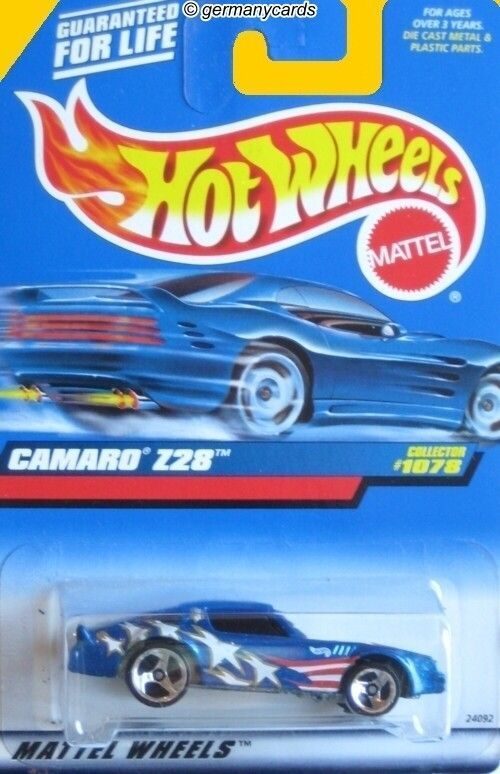 © germanycards
GUARANTEED
FOR LIFE
FOR AGES
OVER 3 YEARS.
DIE CAST METAL &
PLASTIC PARTS.
HOT WHEELS
MATTEL
®
CAMARO® Z28™
COLLECTOR
#1078
24092
MATTEL WHEELS™